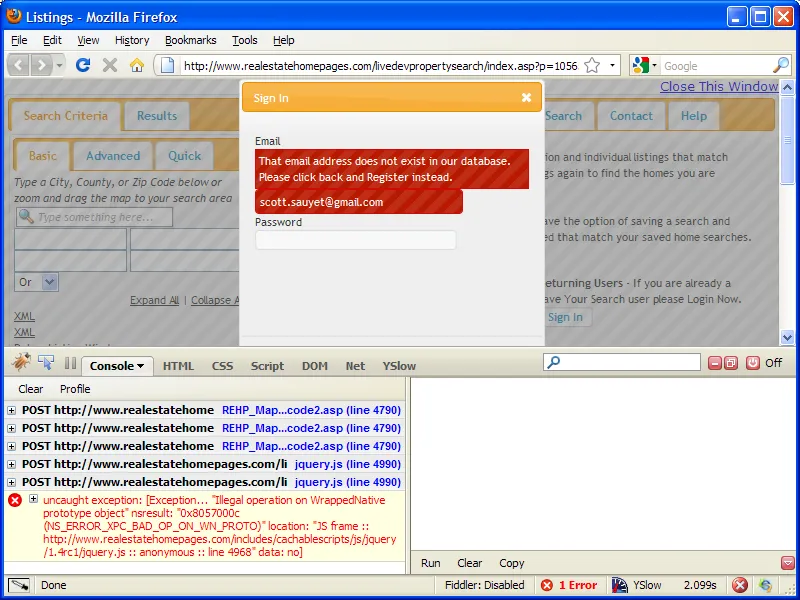 Listings - Mozilla Firefox
File Edit View History Bookmarks Tools Help
http://www.realestatehomepages.com/livedevpropertysearch/index.asp?p=1056
Google
Close This Window
Search Criteria Results Search Contact Help
Sign In
Basic Advanced Quick
Type a City, County, or Zip Code below or
zoom and drag the map to your search area
Type something here...
Or
Expand All | Collapse A
XML
XML
Email
That email address does not exist in our database.
Please click back and Register instead.
scott.sauyet@gmail.com
Password
ion and individual listings that match
gs again to find the homes you are
ave the option of saving a search and
ed that match your saved home searches.
eturning Users - If you are already a
ave Your Search user please Login Now.
Sign In
Console HTML CSS Script DOM Net YSlow
Off
Clear Profile
POST http://www.realestatehome REHP_Map...code2.asp (line 4790)
POST http://www.realestatehome REHP_Map...code2.asp (line 4790)
POST http://www.realestatehome REHP_Map...code2.asp (line 4790)
POST http://www.realestatehomepages.com/li jquery.js (line 4990)
POST http://www.realestatehomepages.com/li jquery.js (line 4990)
uncaught exception: [Exception... "Illegal operation on WrappedNative
prototype object" nsresult: "0x8057000c
(NS_ERROR_XPC_BAD_OP_ON_WN_PROTO)" location: "JS frame ::
http://www.realestatehomepages.com/includes/cachablescripts/js/jquery
/1.4rc1/jquery.js :: anonymous :: line 4968" data: no]
Run Clear Copy
Done Fiddler: Disabled 1 Error YSlow 2.099s